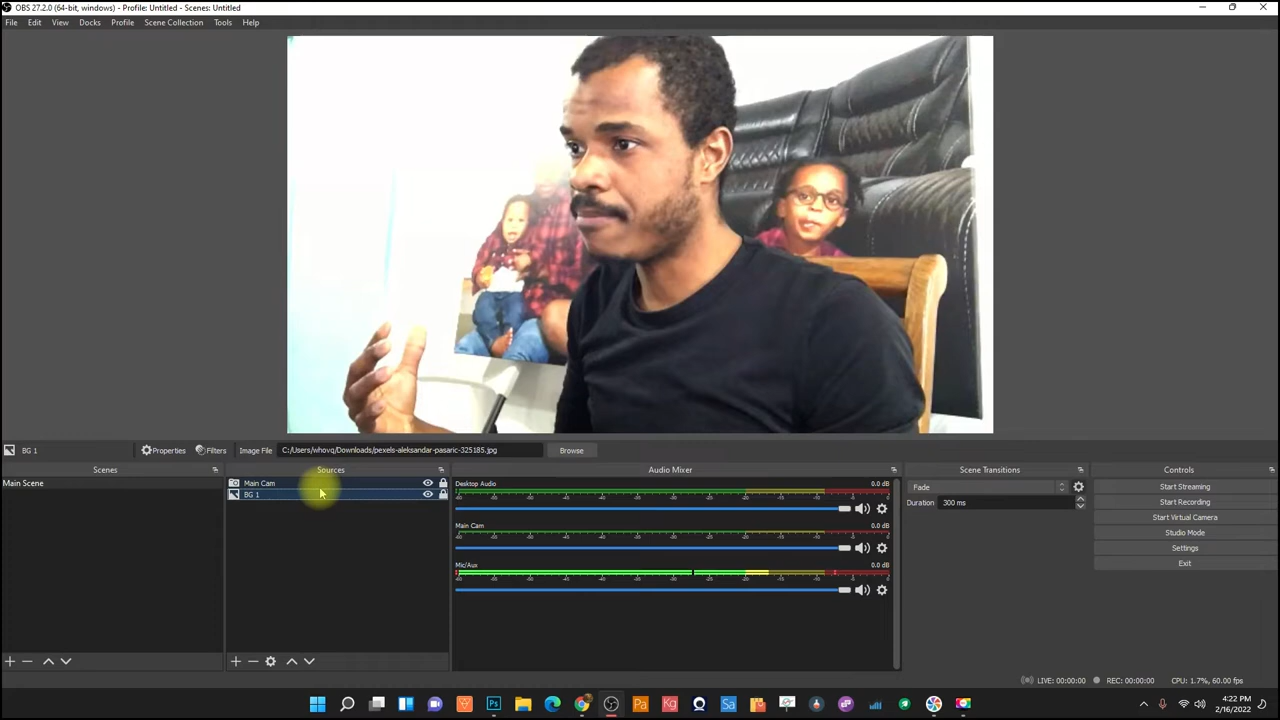 OBS 27.2.0 (64-bit, windows) - Profile: Untitled - Scenes: Untitled
File Edit View Docks Profile Scene Collection Tools Help
BG 1 Properties Filters Image File C:/Users/whovq/Downloads/pexels-aleksandar-pasaric-325185.jpg Browse
Scenes Sources Audio Mixer Scene Transitions Controls
Main Scene
Main Cam
BG 1
Desktop Audio 0.0 dB
Main Cam 0.0 dB
Mic/Aux 0.0 dB
Fade
Duration 300 ms
Start Streaming
Start Recording
Start Virtual Camera
Studio Mode
Settings
Exit
LIVE: 00:00:00 REC: 00:00:00 CPU: 1.7%, 60.00 fps
Ps Pa Kg Sa
4:22 PM
2/16/2022